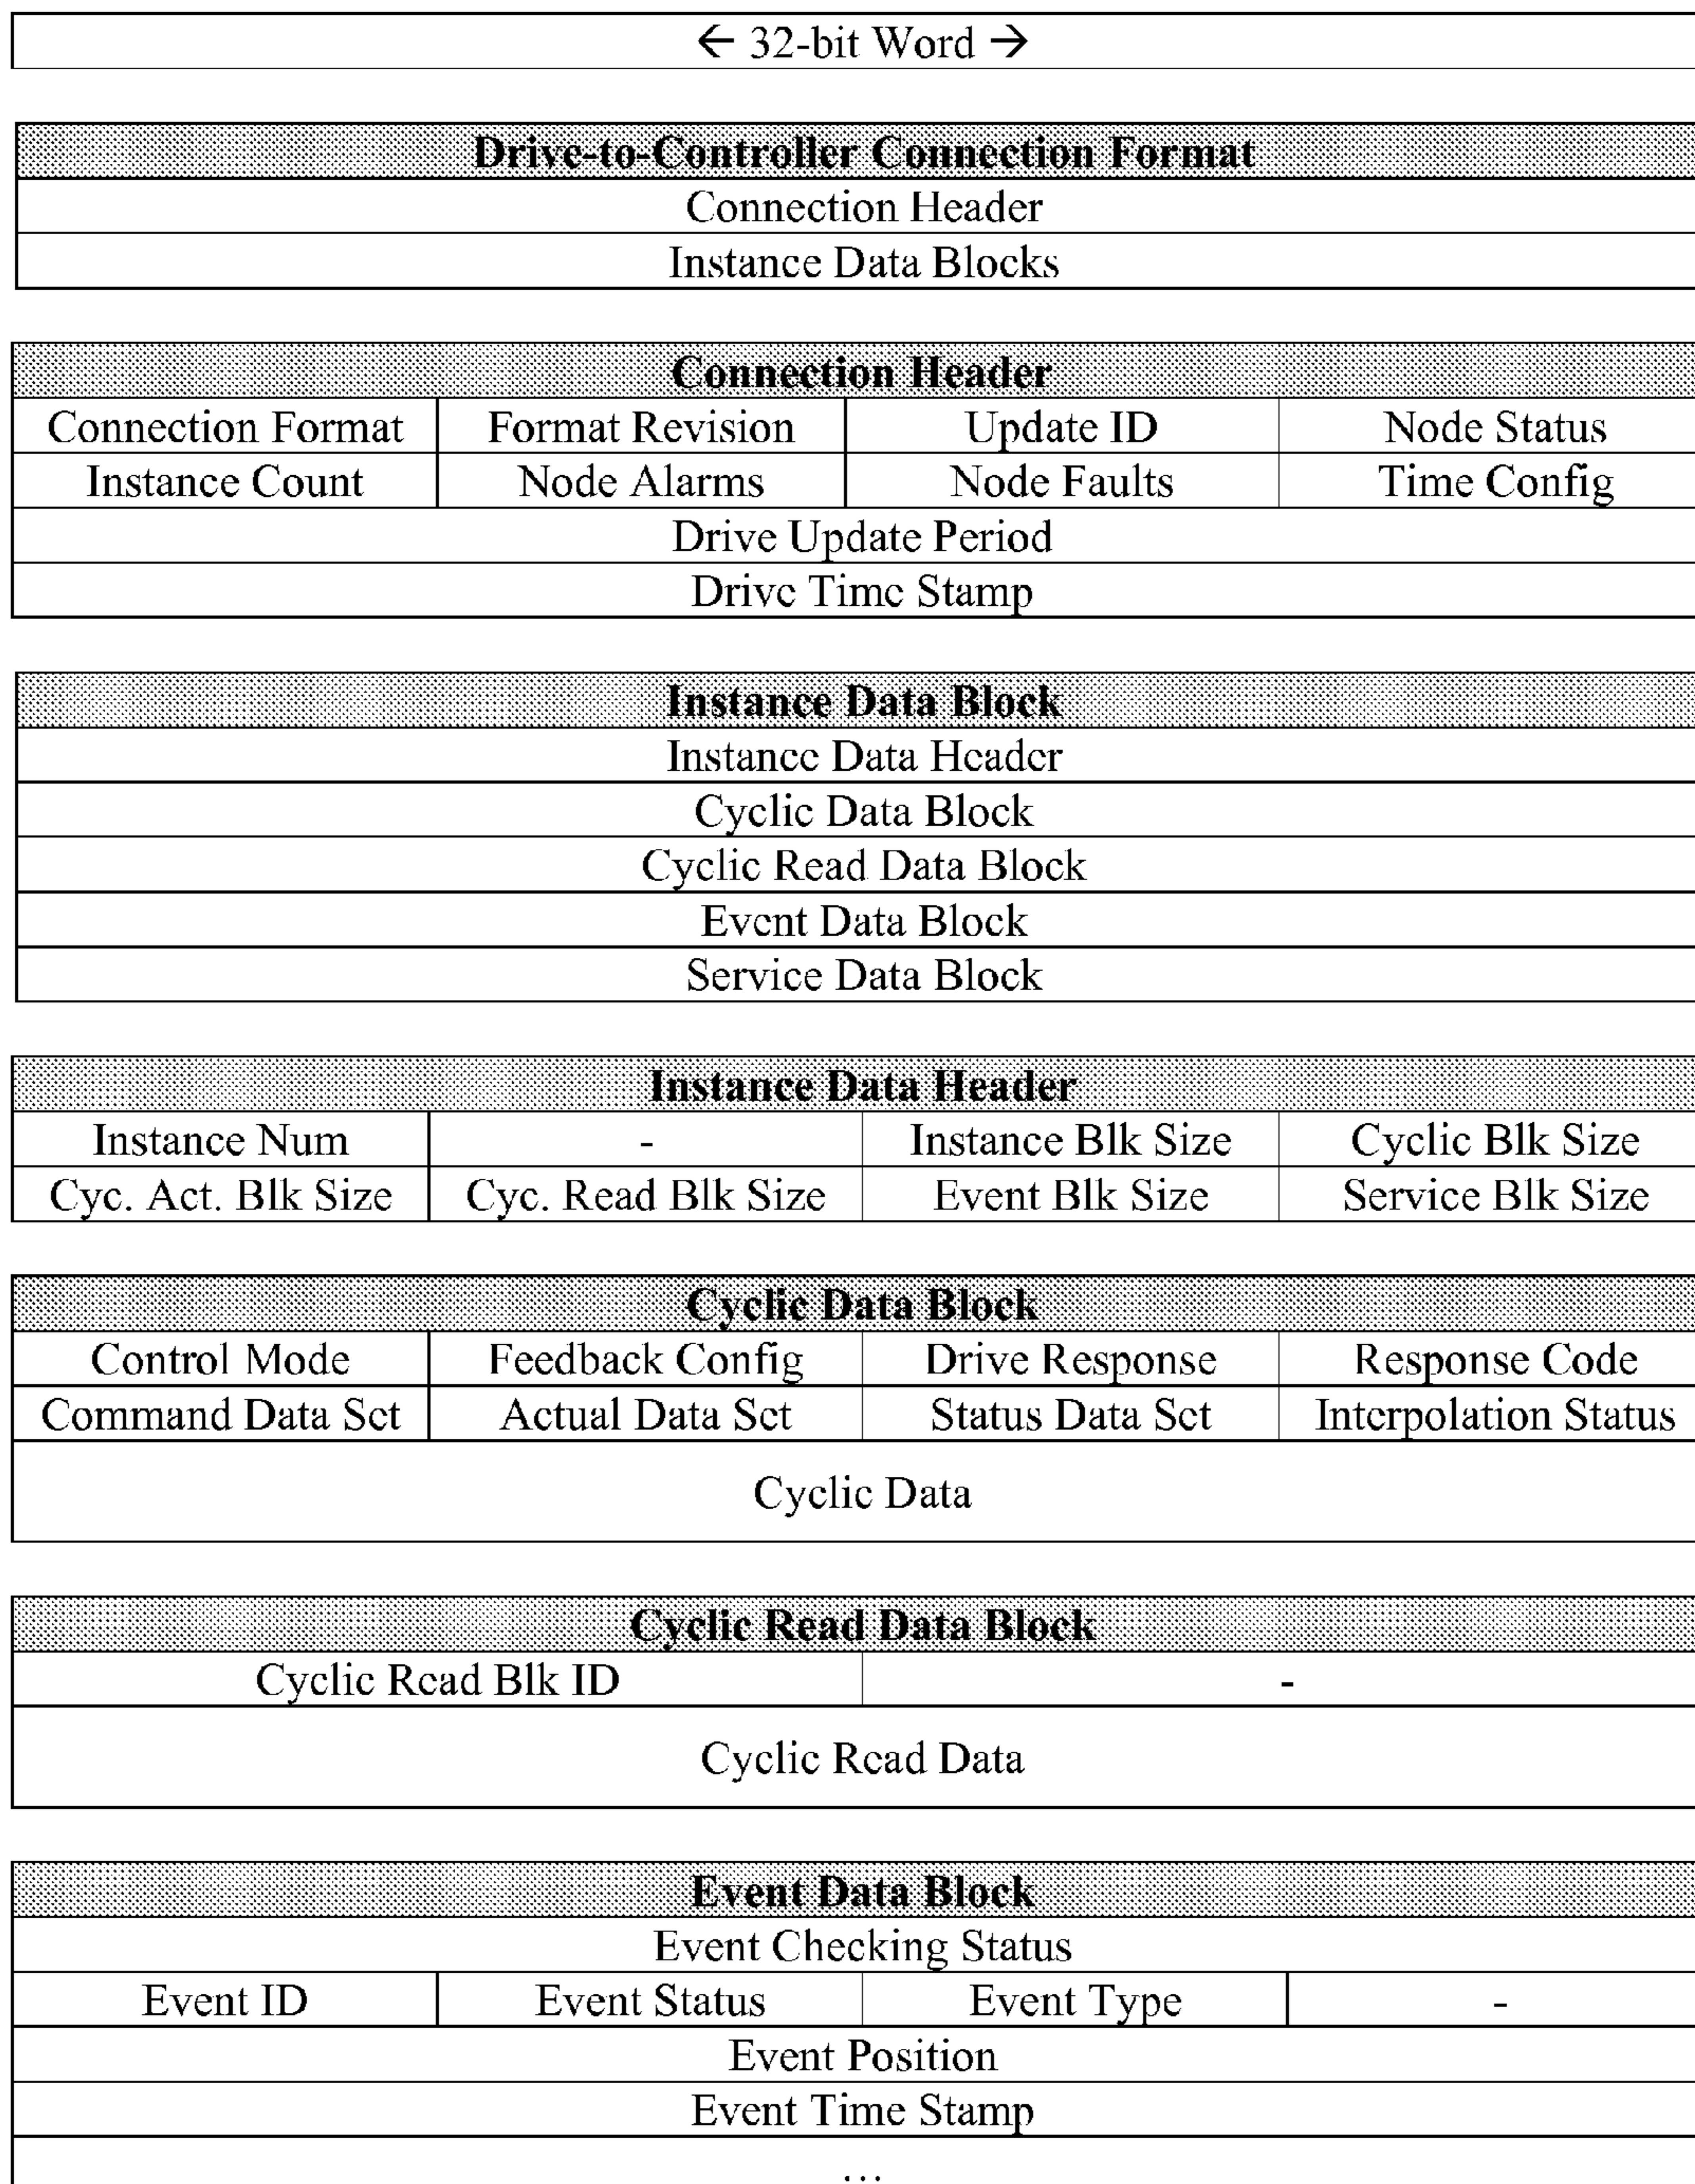 ← 32-bit Word →
Drive-to-Controller Connection Format
Connection Header
Instance Data Blocks
Connection Header
Connection Format Format Revision Update ID Node Status
Instance Count Node Alarms Node Faults Time Config
Drive Update Period
Drive Time Stamp
Instance Data Block
Instance Data Header
Cyclic Data Block
Cyclic Read Data Block
Event Data Block
Service Data Block
Instance Data Header
Instance Num - Instance Blk Size Cyclic Blk Size
Cyc. Act. Blk Size Cyc. Read Blk Size Event Blk Size Service Blk Size
Cyclic Data Block
Control Mode Feedback Config Drive Response Response Code
Command Data Set Actual Data Set Status Data Set Interpolation Status
Cyclic Data
Cyclic Read Data Block
Cyclic Read Blk ID -
Cyclic Read Data
Event Data Block
Event Checking Status
Event ID Event Status Event Type -
Event Position
Event Time Stamp
...